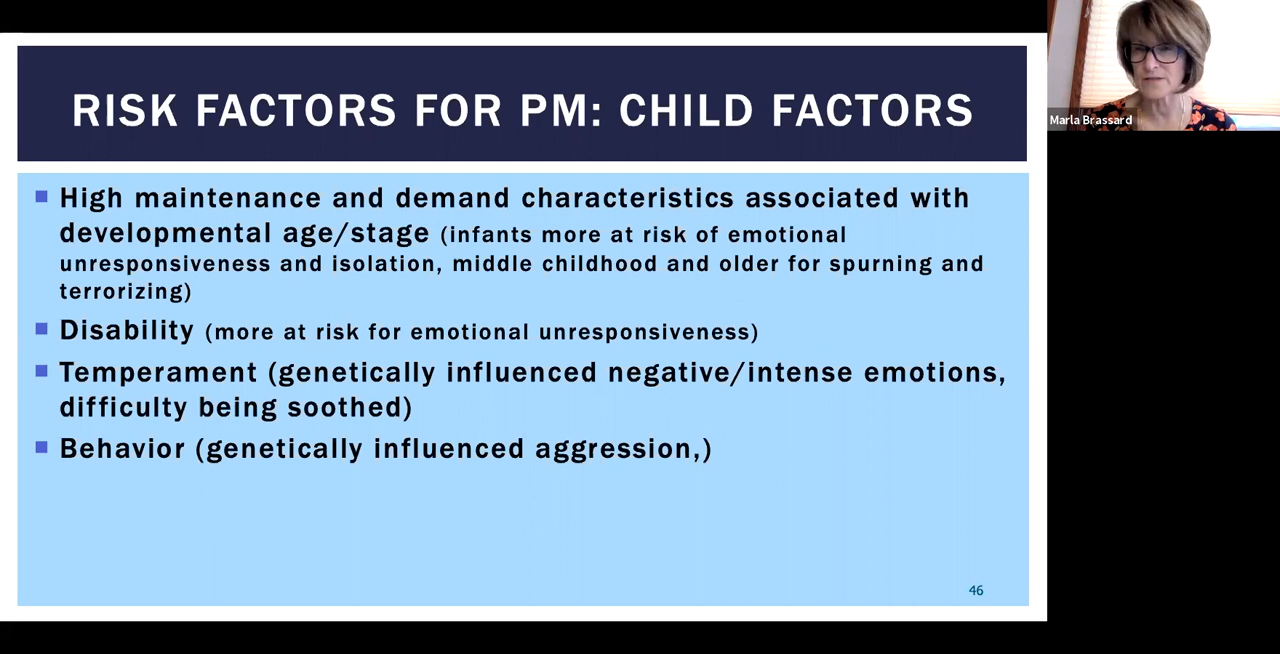 RISK FACTORS FOR PM: CHILD FACTORS
High maintenance and demand characteristics associated with
developmental age/stage (infants more at risk of emotional
unresponsiveness and isolation, middle childhood and older for spurning and
terrorizing)
Disability (more at risk for emotional unresponsiveness)
Temperament (genetically influenced negative/intense emotions,
difficulty being soothed)
Behavior (genetically influenced aggression,)
46
Marla Brassard